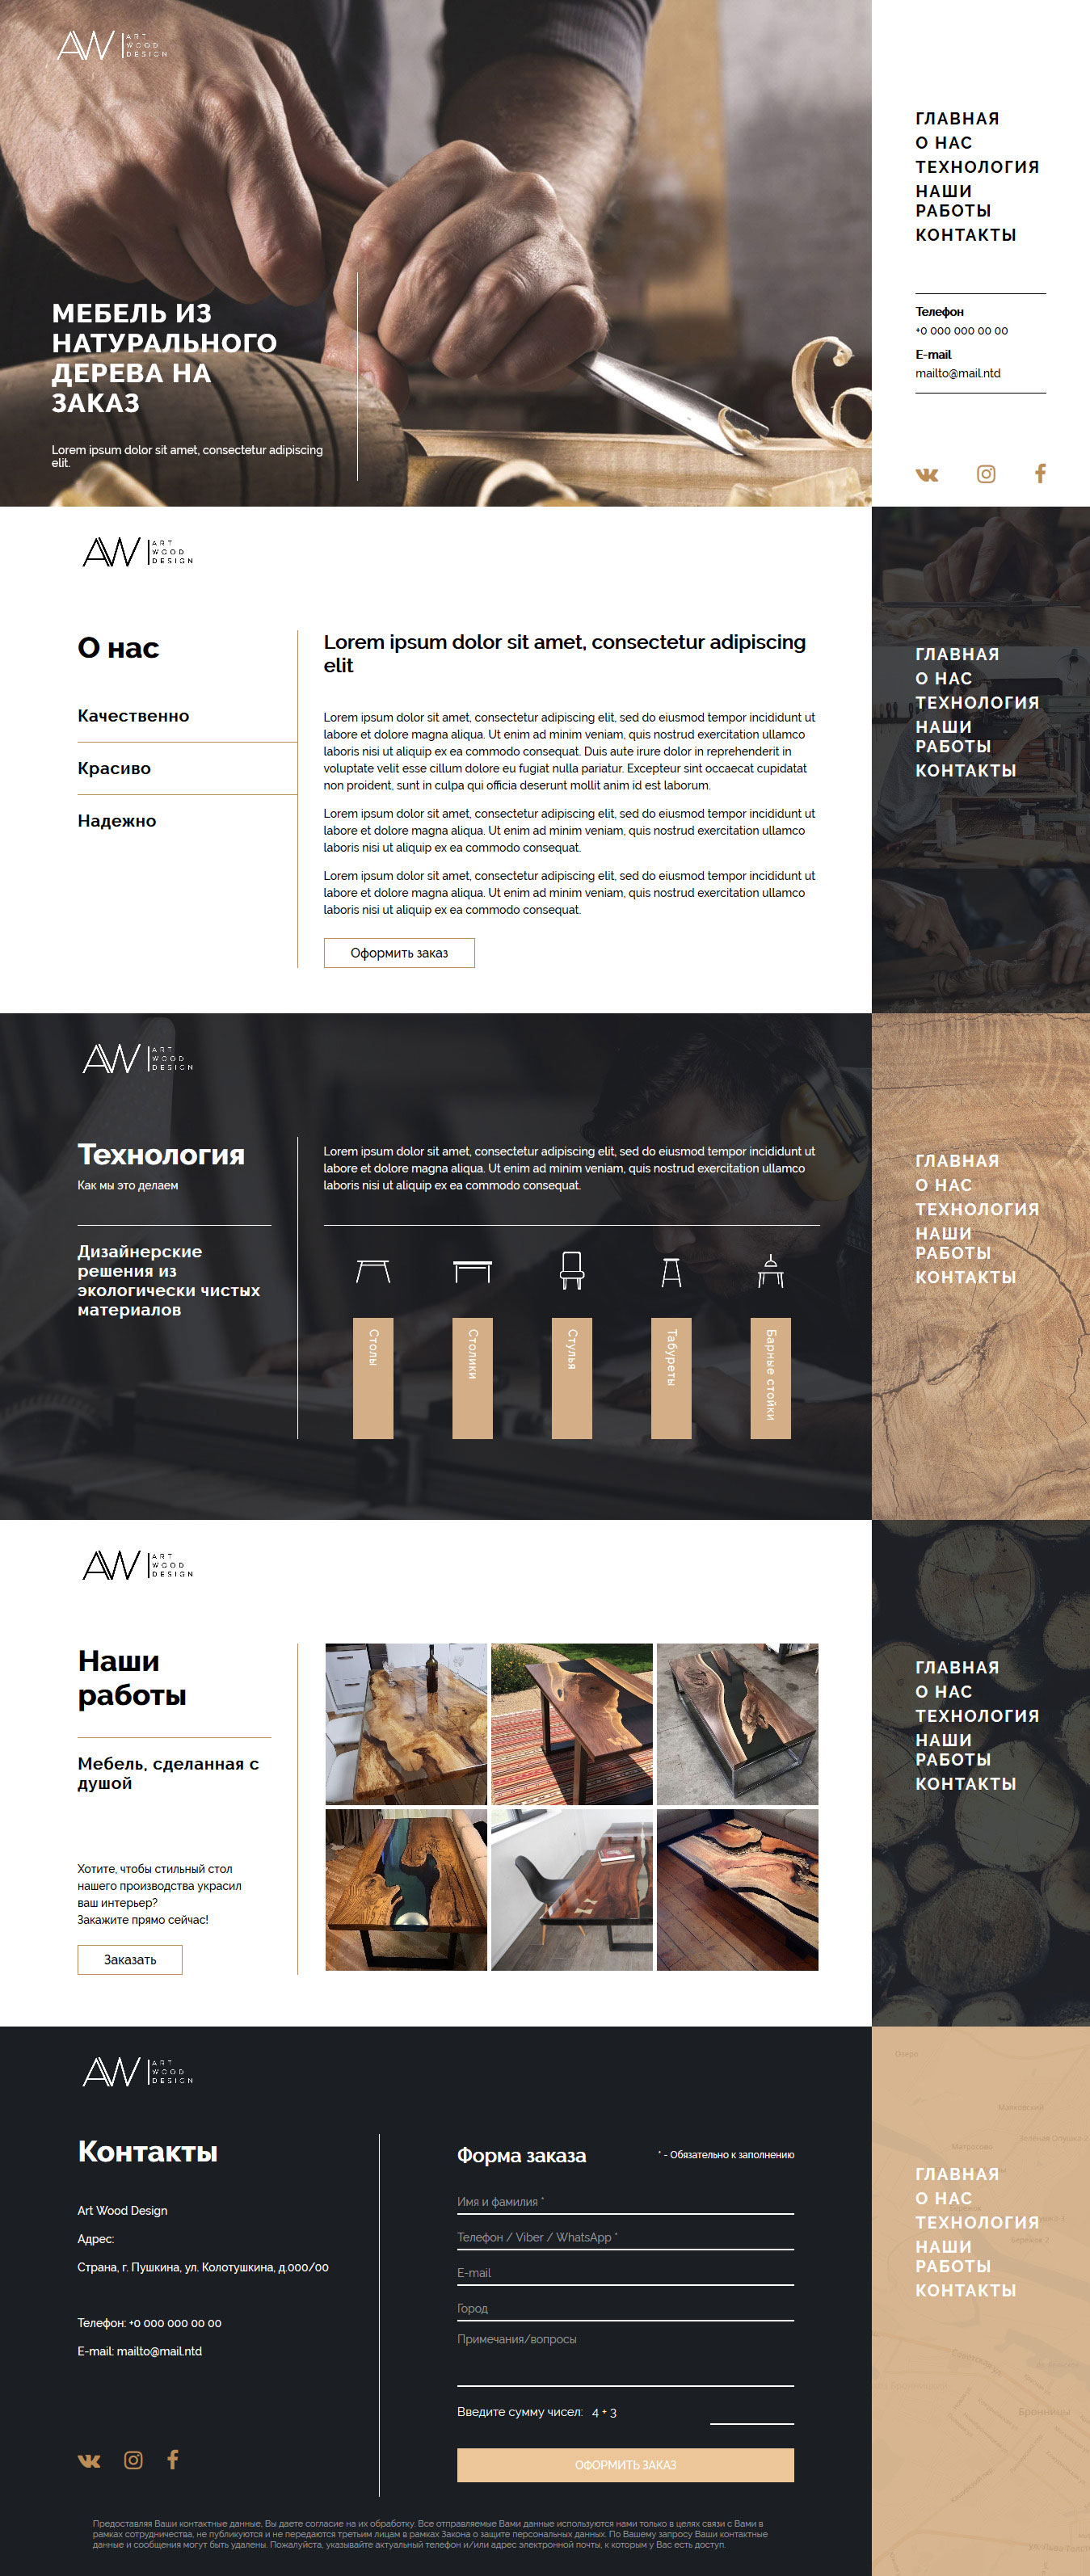 AW ART
WOOD
DESIGN
ГЛАВНАЯ
О НАС
ТЕХНОЛОГИЯ
НАШИ
РАБОТЫ
КОНТАКТЫ
Телефон
+0 000 000 00 00
E-mail
mailto@mail.ntd
МЕБЕЛЬ ИЗ
НАТУРАЛЬНОГО
ДЕРЕВА НА
ЗАКАЗ
Lorem ipsum dolor sit amet, consectetur adipiscing
elit.
AW ART
WOOD
DESIGN
О нас
Качественно
Красиво
Надежно
Lorem ipsum dolor sit amet, consectetur adipiscing
elit
Lorem ipsum dolor sit amet, consectetur adipiscing elit, sed do eiusmod tempor incididunt ut
labore et dolore magna aliqua. Ut enim ad minim veniam, quis nostrud exercitation ullamco
laboris nisi ut aliquip ex ea commodo consequat. Duis aute irure dolor in reprehenderit in
voluptate velit esse cillum dolore eu fugiat nulla pariatur. Excepteur sint occaecat cupidatat
non proident, sunt in culpa qui officia deserunt mollit anim id est laborum.
Lorem ipsum dolor sit amet, consectetur adipiscing elit, sed do eiusmod tempor incididunt ut
labore et dolore magna aliqua. Ut enim ad minim veniam, quis nostrud exercitation ullamco
laboris nisi ut aliquip ex ea commodo consequat.
Lorem ipsum dolor sit amet, consectetur adipiscing elit, sed do eiusmod tempor incididunt ut
labore et dolore magna aliqua. Ut enim ad minim veniam, quis nostrud exercitation ullamco
laboris nisi ut aliquip ex ea commodo consequat.
Оформить заказ
ГЛАВНАЯ
О НАС
ТЕХНОЛОГИЯ
НАШИ
РАБОТЫ
КОНТАКТЫ
AW ART
WOOD
DESIGN
Технология
Как мы это делаем
Дизайнерские
решения из
экологически чистых
материалов
Lorem ipsum dolor sit amet, consectetur adipiscing elit, sed do eiusmod tempor incididunt ut
labore et dolore magna aliqua. Ut enim ad minim veniam, quis nostrud exercitation ullamco
laboris nisi ut aliquip ex ea commodo consequat.
Столы
Столики
Стулья
Табуреты
Барные стойки
ГЛАВНАЯ
О НАС
ТЕХНОЛОГИЯ
НАШИ
РАБОТЫ
КОНТАКТЫ
AW ART
WOOD
DESIGN
Наши
работы
Мебель, сделанная с
душой
Хотите, чтобы стильный стол
нашего производства украсил
ваш интерьер?
Закажите прямо сейчас!
Заказать
ГЛАВНАЯ
О НАС
ТЕХНОЛОГИЯ
НАШИ
РАБОТЫ
КОНТАКТЫ
AW ART
WOOD
DESIGN
Контакты
Art Wood Design
Адрес:
Страна, г. Пушкина, ул. Колотушкина, д.000/00
Телефон: +0 000 000 00 00
E-mail: mailto@mail.ntd
Форма заказа
* - Обязательно к заполнению
Имя и фамилия *
Телефон / Viber / WhatsApp *
E-mail
Город
Примечания/вопросы
Введите сумму чисел: 4 + 3
ОФОРМИТЬ ЗАКАЗ
Предоставляя Ваши контактные данные, Вы даете согласие на их обработку. Все отправляемые Вами данные используются нами только в целях связи с Вами в
рамках сотрудничества, не публикуются и не передаются третьим лицам в рамках Закона о защите персональных данных. По Вашему запросу Ваши контактные
данные и сообщения могут быть удалены. Пожалуйста, указывайте актуальный телефон и/или адрес электронной почты, к которым у Вас есть доступ.
ГЛАВНАЯ
О НАС
ТЕХНОЛОГИЯ
НАШИ
РАБОТЫ
КОНТАКТЫ
Бронницы